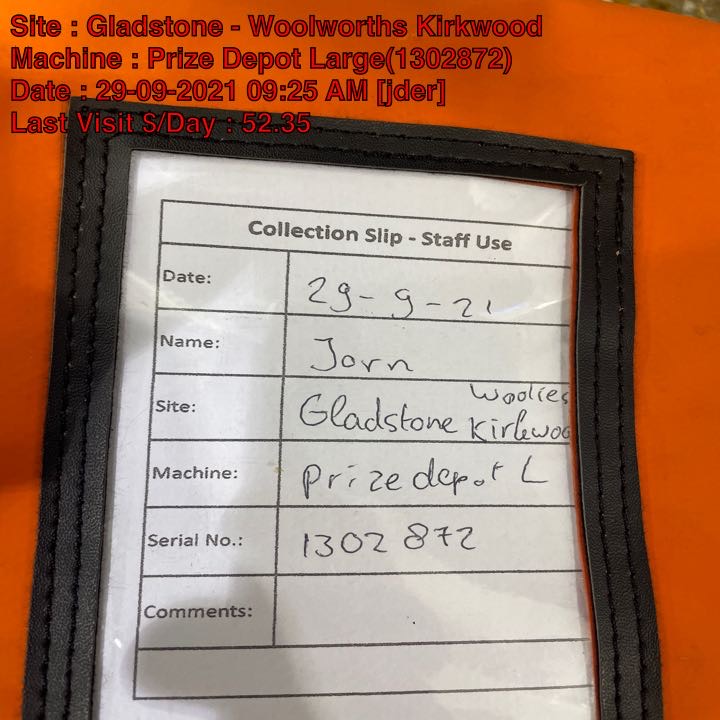 Site : Gladstone - Woolworths Kirkwood
Machine : Prize Depot Large(1302872)
Date : 29-09-2021 09:25 AM [jder]
Last Visit $/Day : 52.35
Collection Slip - Staff Use
Date: 29-9-21
Name: Jorn
Site: Gladstone Woolies Kirkwoo
Machine: Prize depot L
Serial No.: 1302872
Comments: